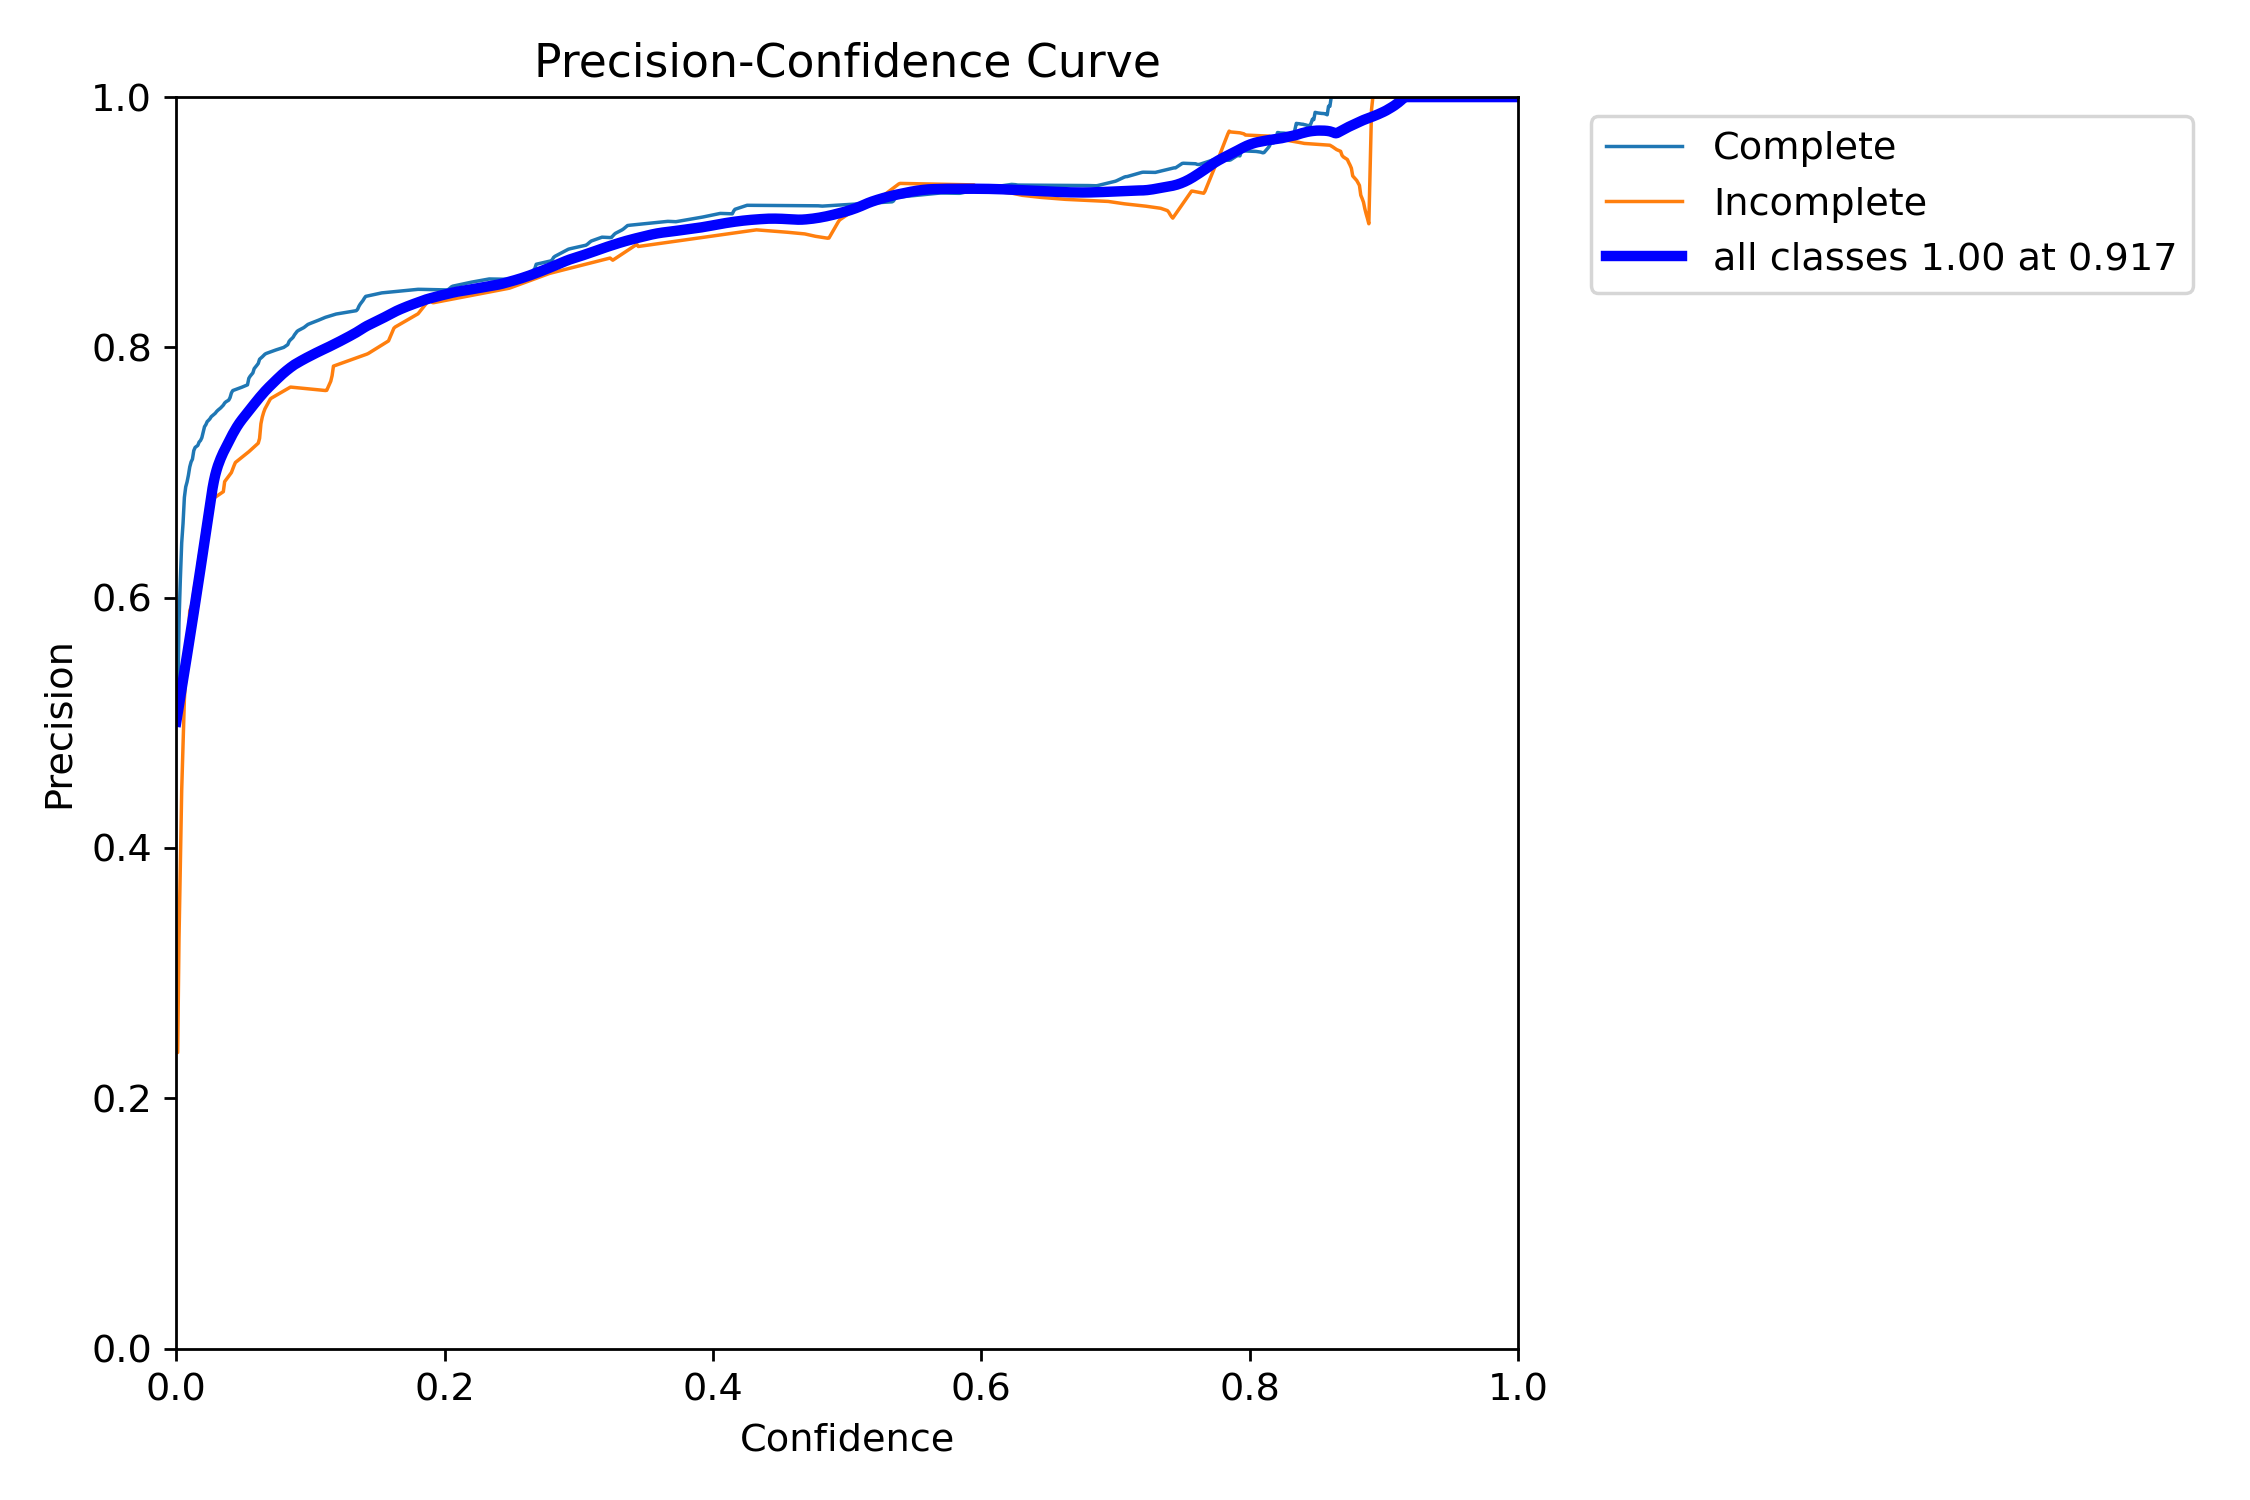 Precision-Confidence Curve
1.0
0.8
0.6
0.4
0.2
0.0
Precision
0.0 0.2 0.4 0.6 0.8 1.0
Confidence
Complete
Incomplete
all classes 1.00 at 0.917